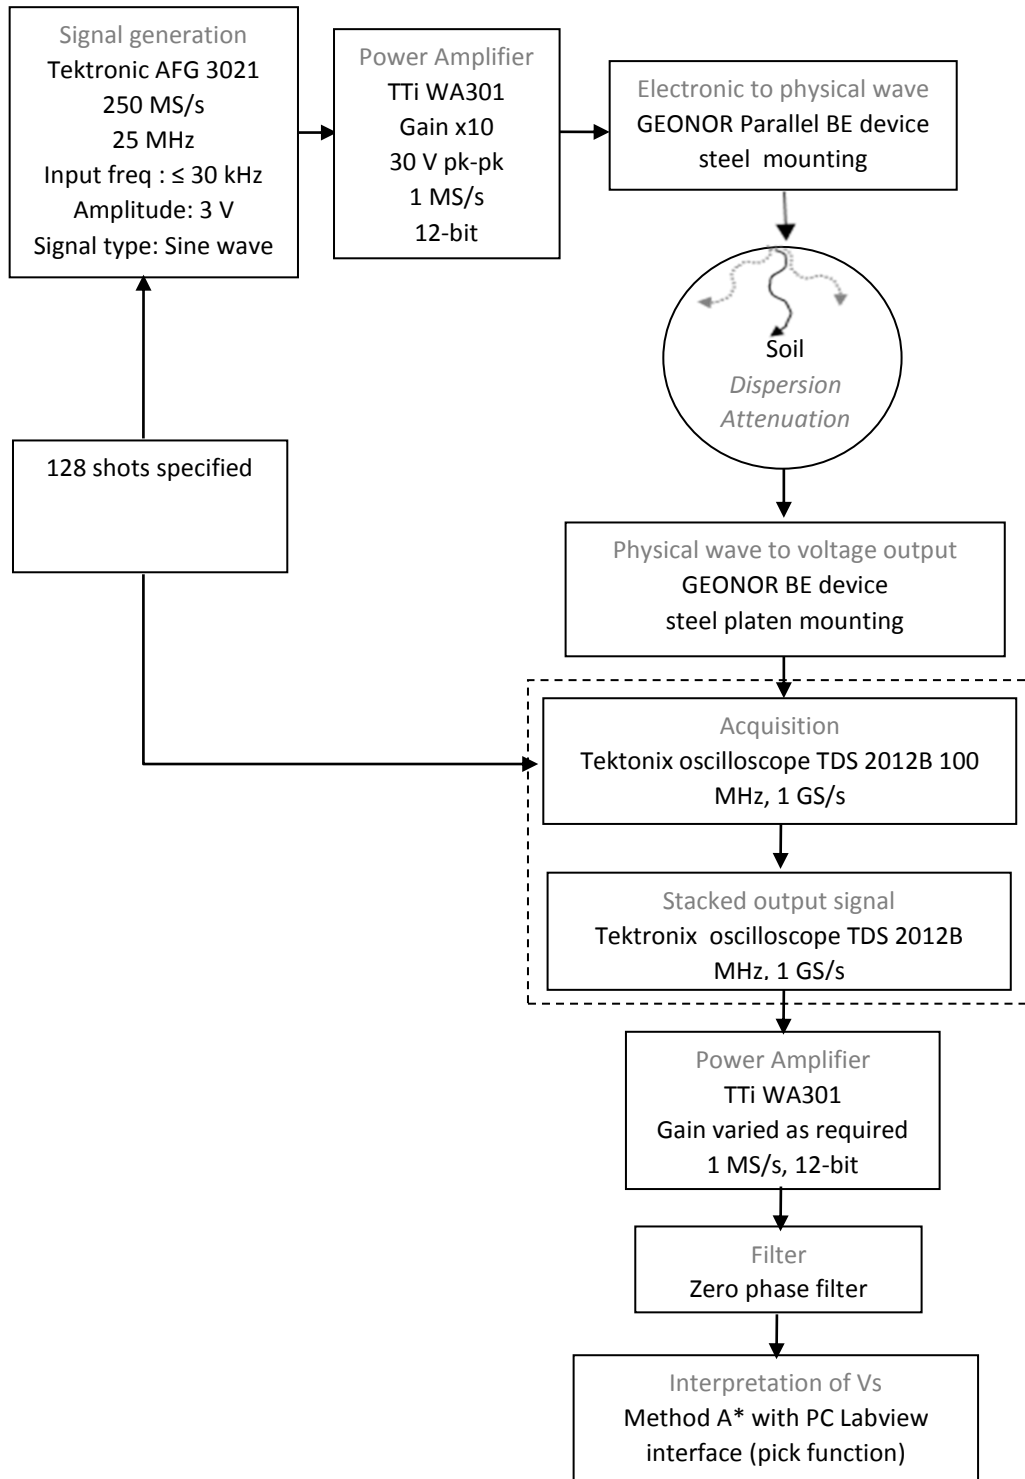 Signal generation
Tektronic AFG 3021
250 MS/s
25 MHz
Input freq : ≤ 30 kHz
Amplitude: 3 V
Signal type: Sine wave
Power Amplifier
TTi WA301
Gain x10
30 V pk-pk
1 MS/s
12-bit
Electronic to physical wave
GEONOR Parallel BE device
steel mounting
Soil
Dispersion
Attenuation
128 shots specified
Physical wave to voltage output
GEONOR BE device
steel platen mounting
Acquisition
Tektonix oscilloscope TDS 2012B 100
MHz, 1 GS/s
Stacked output signal
Tektronix oscilloscope TDS 2012B
MHz, 1 GS/s.
Power Amplifier
TTi WA301
Gain varied as required
1 MS/s, 12-bit
Filter
Zero phase filter
Interpretation of Vs
Method A* with PC Labview
interface (pick function)